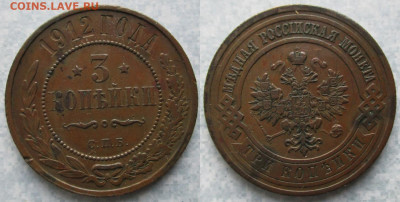 COINS.LAVE.RU
1912 ГОДА
3
КОПѢЙКИ
С.П.Б.
МѢДНАЯ РОССІЙСКАЯ МОНЕТА
ТРИ КОПѢЙКИ